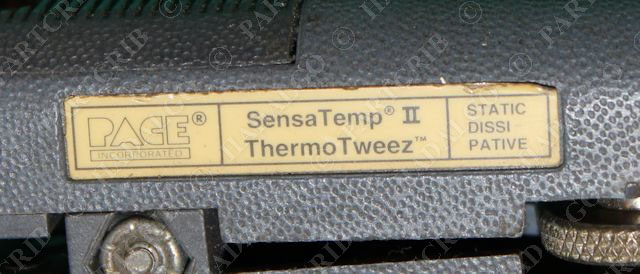 PACE®
INCORPORATED
SensaTemp® II
ThermoTweez™
STATIC
DISSI
PATIVE